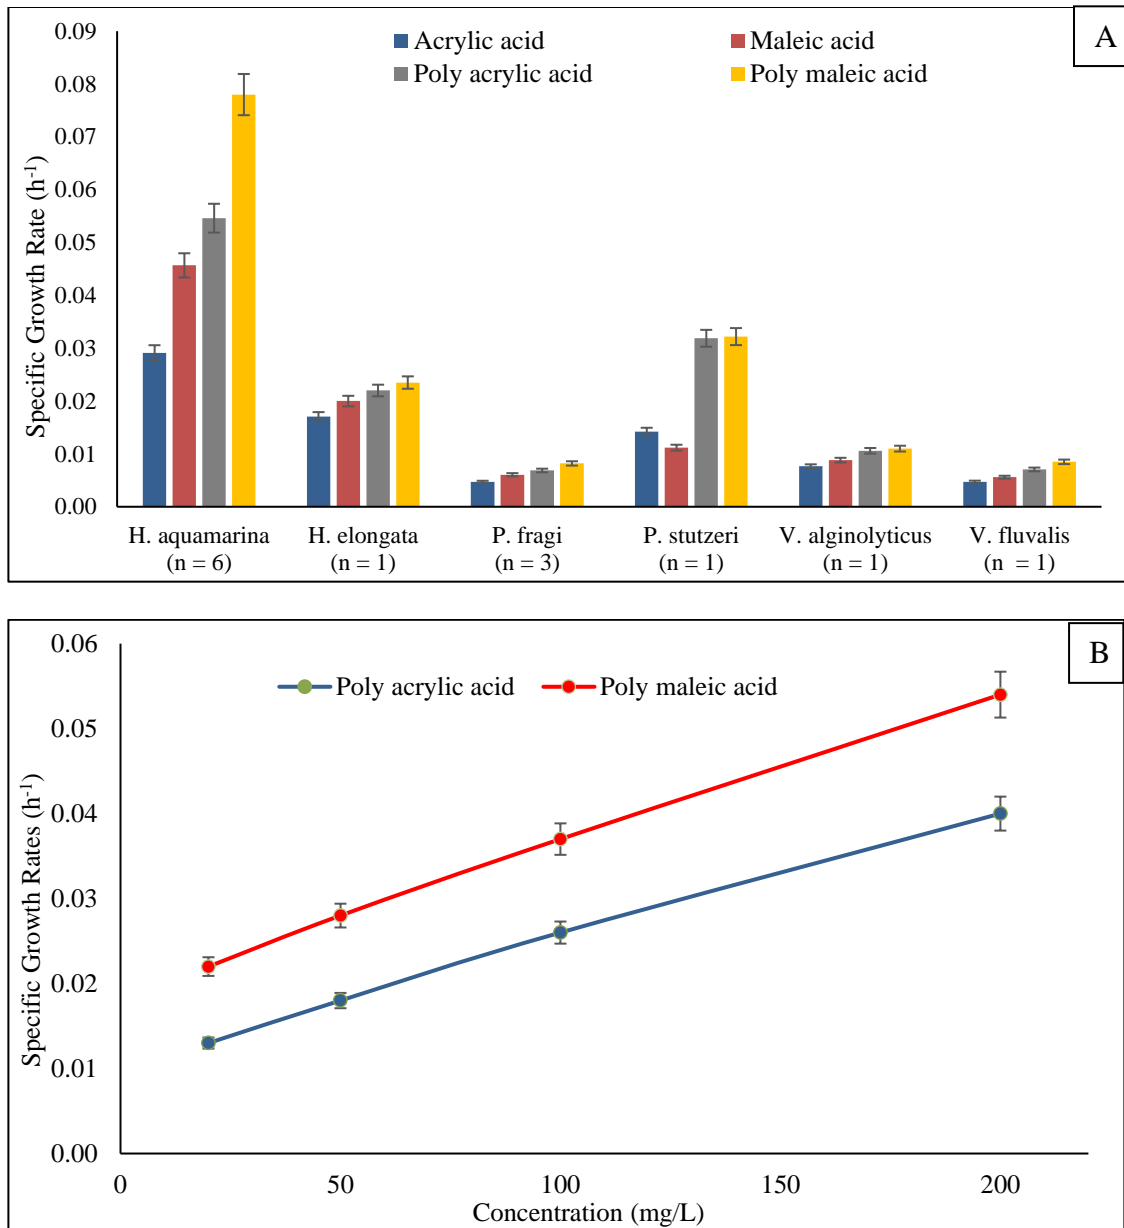 A
0.09
0.08
0.07
0.06
0.05
0.04
0.03
0.02
0.01
0.00
Specific Growth Rate (h-1)
Acrylic acid
Maleic acid
Poly acrylic acid
Poly maleic acid
H. aquamarina
(n = 6)
H. elongata
(n = 1)
P. fragi
(n = 3)
P. stutzeri
(n = 1)
V. alginolyticus
(n = 1)
V. fluvalis
(n = 1)
B
0.06
0.05
0.04
0.03
0.02
0.01
0.00
Specific Growth Rates (h-1)
Poly acrylic acid
Poly maleic acid
0
50
100
150
200
Concentration (mg/L)